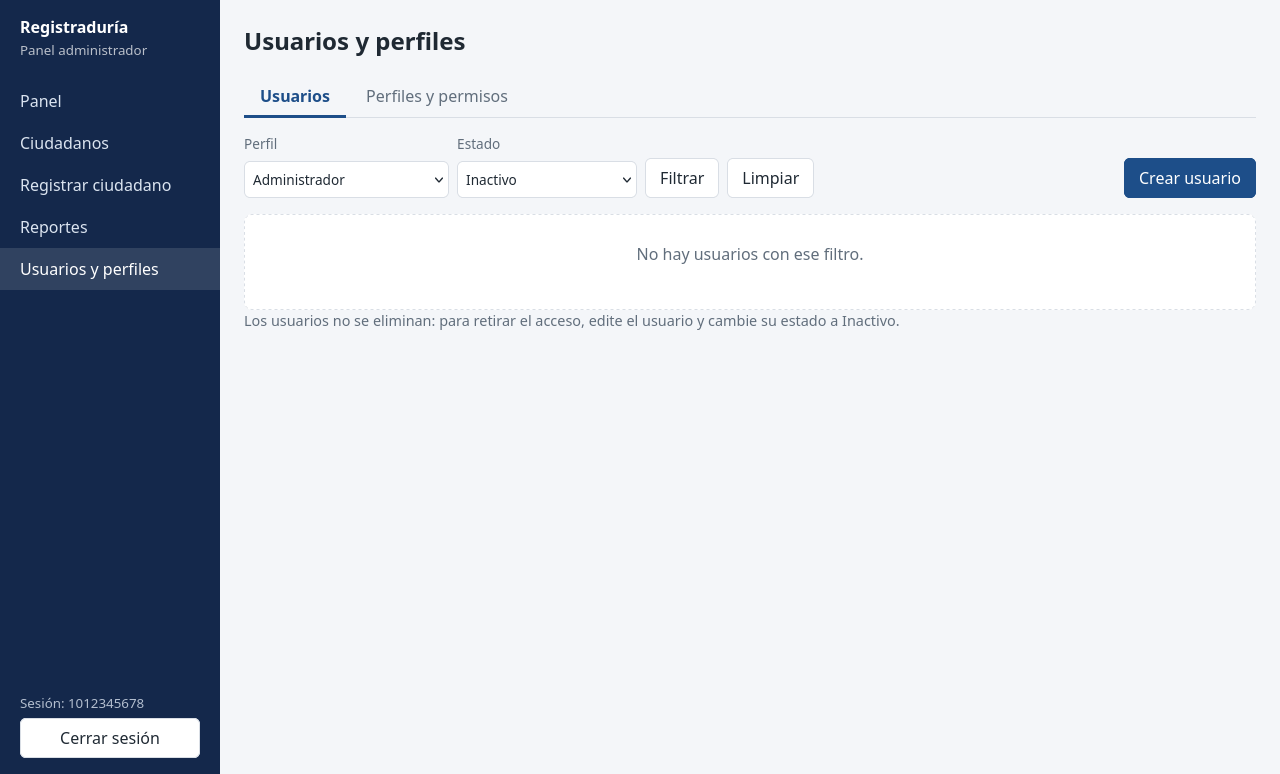 Registraduría
Panel administrador
Panel
Ciudadanos
Registrar ciudadano
Reportes
Usuarios y perfiles
Sesión: 1012345678
Cerrar sesión
Usuarios y perfiles
Usuarios Perfiles y permisos
Perfil Estado
Administrador Inactivo Filtrar Limpiar Crear usuario
No hay usuarios con ese filtro.
Los usuarios no se eliminan: para retirar el acceso, edite el usuario y cambie su estado a Inactivo.